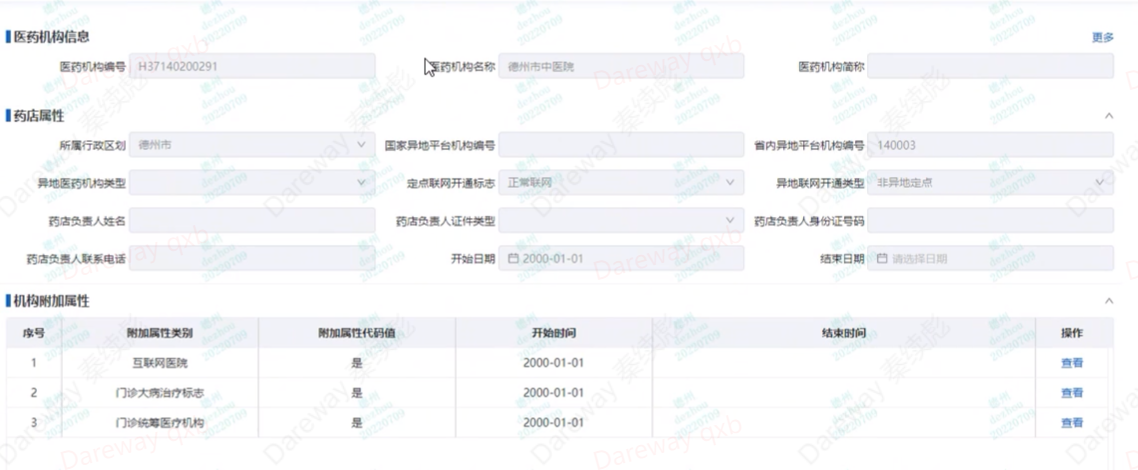 医药机构信息 更多
医药机构编号 H37140200291 医药机构名称 德州市中医院 医药机构简称
药店属性
所属行政区划 德州市 国家异地平台机构编号 省内异地平台机构编号 140003
异地医药机构类型 定点联网开通标志 正常联网 异地联网开通类型 非异地定点
药店负责人姓名 药店负责人证件类型 药店负责人身份证号码
药店负责人联系电话 开始日期 2000-01-01 结束日期 请选择日期
机构附加属性
序号 附加属性类别 附加属性代码值 开始时间 结束时间 操作
1 互联网医院 是 2000-01-01 查看
2 门诊大病治疗标志 是 2000-01-01 查看
3 门诊统筹医疗机构 是 2000-01-01 查看
德州
dezhou
20220709
Dareway 秦续彪
Dareway qxb